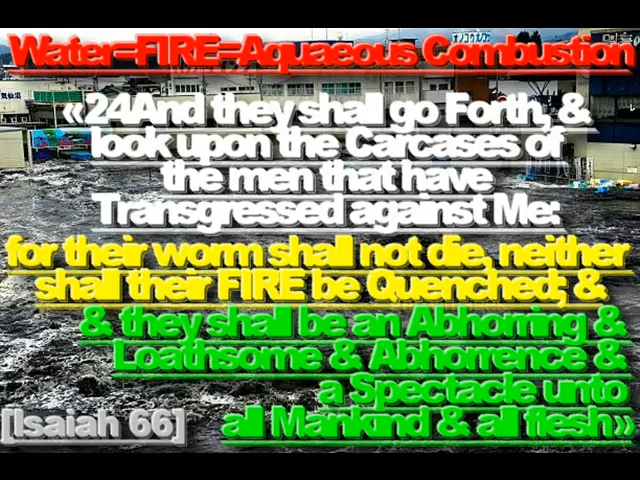 Water=FIRE=Aquaeous Combustion
«24And they shall go Forth, &
look upon the Carcases of
the men that have
Transgressed against Me:
for their worm shall not die, neither
shall their FIRE be Quenched; &
& they shall be an Abhorring &
Loathsome & Abhorrence &
a Spectacle unto
[Isaiah 66] all Mankind & all flesh»